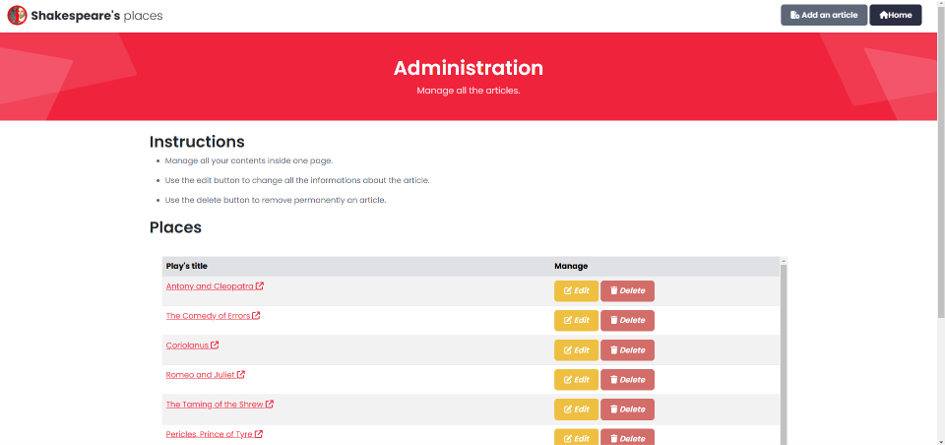 Shakespeare's places
Add an article
Home
Administration
Manage all the articles.
Instructions
Manage all your contents inside one page.
Use the edit button to change all the informations about the article.
Use the delete button to remove permanently an article.
Places
Play's title Manage
Antony and Cleopatra Edit Delete
The Comedy of Errors Edit Delete
Coriolanus Edit Delete
Romeo and Juliet Edit Delete
The Taming of the Shrew Edit Delete
Pericles, Prince of Tyre Edit Delete